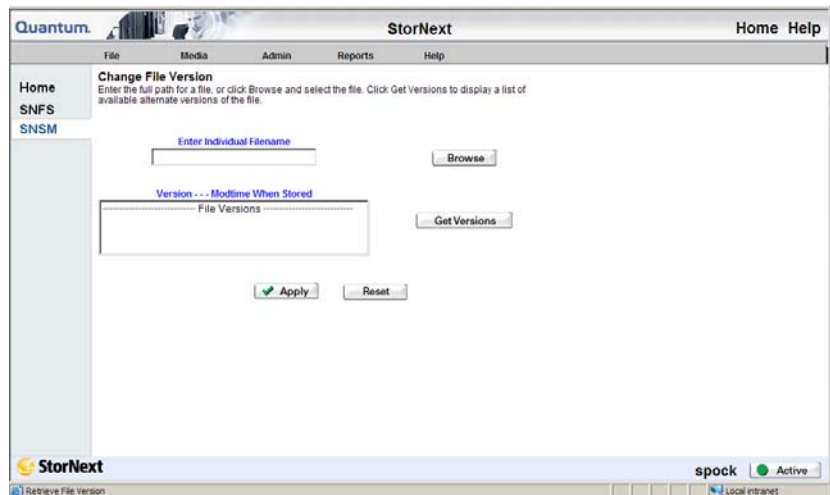 Quantum. StorNext Home Help
File Media Admin Reports Help
Home
SNFS
SNSM
Change File Version
Enter the full path for a file, or click Browse and select the file. Click Get Versions to display a list of
available alternate versions of the file.
Enter Individual Filename
Browse
Version - - - Modtime When Stored
---------------------------- File Versions ----------------------------
Get Versions
Apply Reset
StorNext
spock Active
Retrieve File Version Local intranet